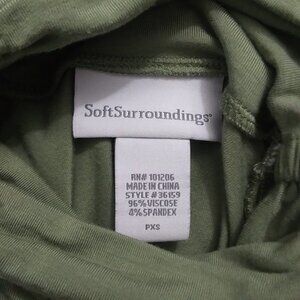 SoftSurroundings®
RN# 101206
MADE IN CHINA
STYLE # 36159
96% VISCOSE
4% SPANDEX
PXS